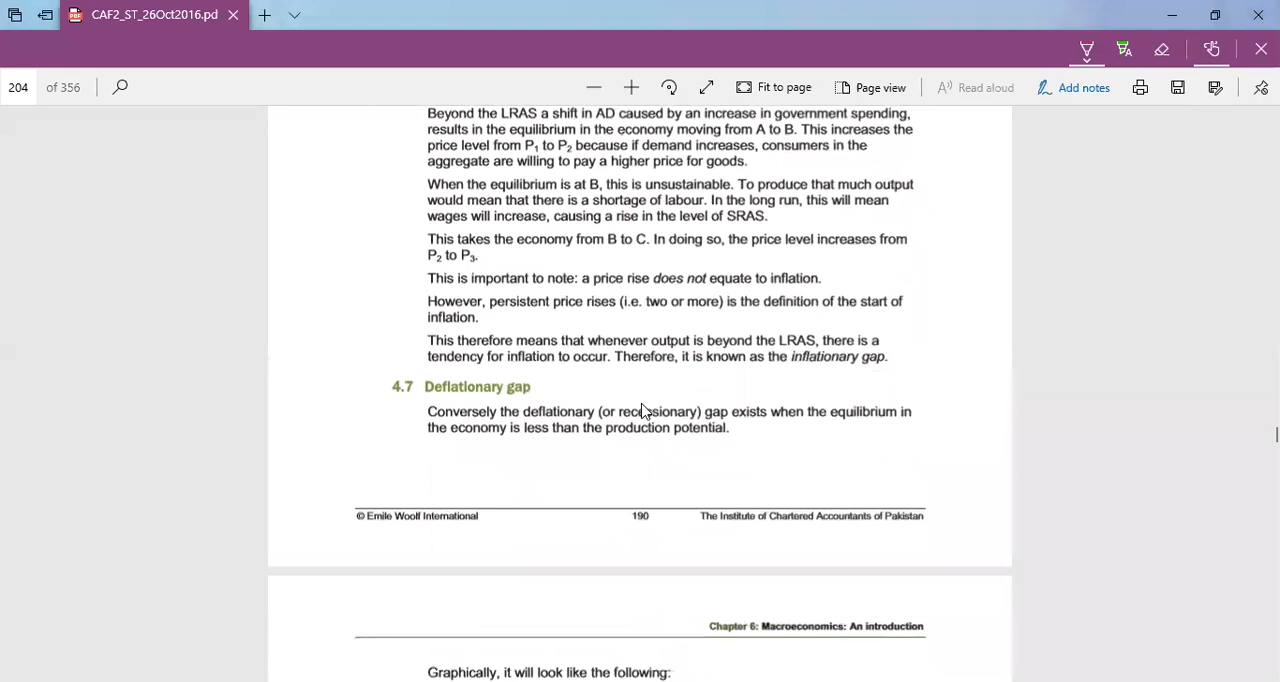 CAF2_ST_26Oct2016.pd
204 of 356
Fit to page
Page view
Read aloud
Add notes
Beyond the LRAS a shift in AD caused by an increase in government spending,
results in the equilibrium in the economy moving from A to B. This increases the
price level from P₁ to P₂ because if demand increases, consumers in the
aggregate are willing to pay a higher price for goods.
When the equilibrium is at B, this is unsustainable. To produce that much output
would mean that there is a shortage of labour. In the long run, this will mean
wages will increase, causing a rise in the level of SRAS.
This takes the economy from B to C. In doing so, the price level increases from
P₂ to P₃.
This is important to note: a price rise does not equate to inflation.
However, persistent price rises (i.e. two or more) is the definition of the start of
inflation.
This therefore means that whenever output is beyond the LRAS, there is a
tendency for inflation to occur. Therefore, it is known as the inflationary gap.
4.7 Deflationary gap
Conversely the deflationary (or recessionary) gap exists when the equilibrium in
the economy is less than the production potential.
© Emile Woolf International 190 The Institute of Chartered Accountants of Pakistan
Chapter 6: Macroeconomics: An introduction
Graphically, it will look like the following: